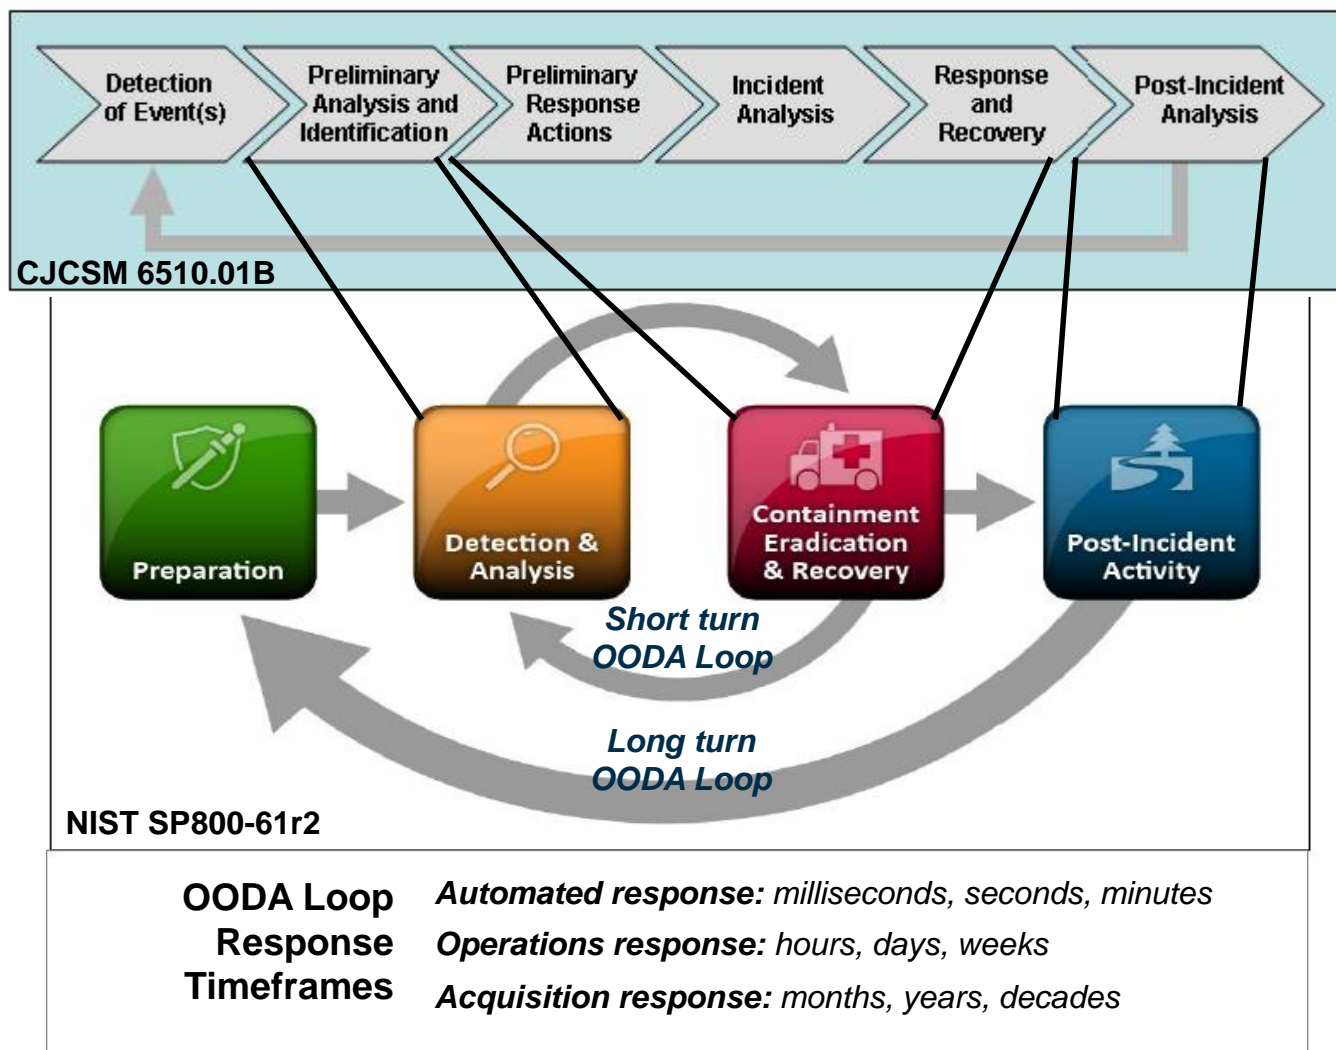 Detection
of Event(s)
Preliminary
Analysis and
Identification
Preliminary
Response
Actions
Incident
Analysis
Response
and
Recovery
Post-Incident
Analysis
CJCSM 6510.01B
Preparation
Detection &
Analysis
Containment
Eradication
& Recovery
Post-Incident
Activity
Short turn
OODA Loop
Long turn
OODA Loop
NIST SP800-61r2
OODA Loop
Response
Timeframes
Automated response: milliseconds, seconds, minutes
Operations response: hours, days, weeks
Acquisition response: months, years, decades